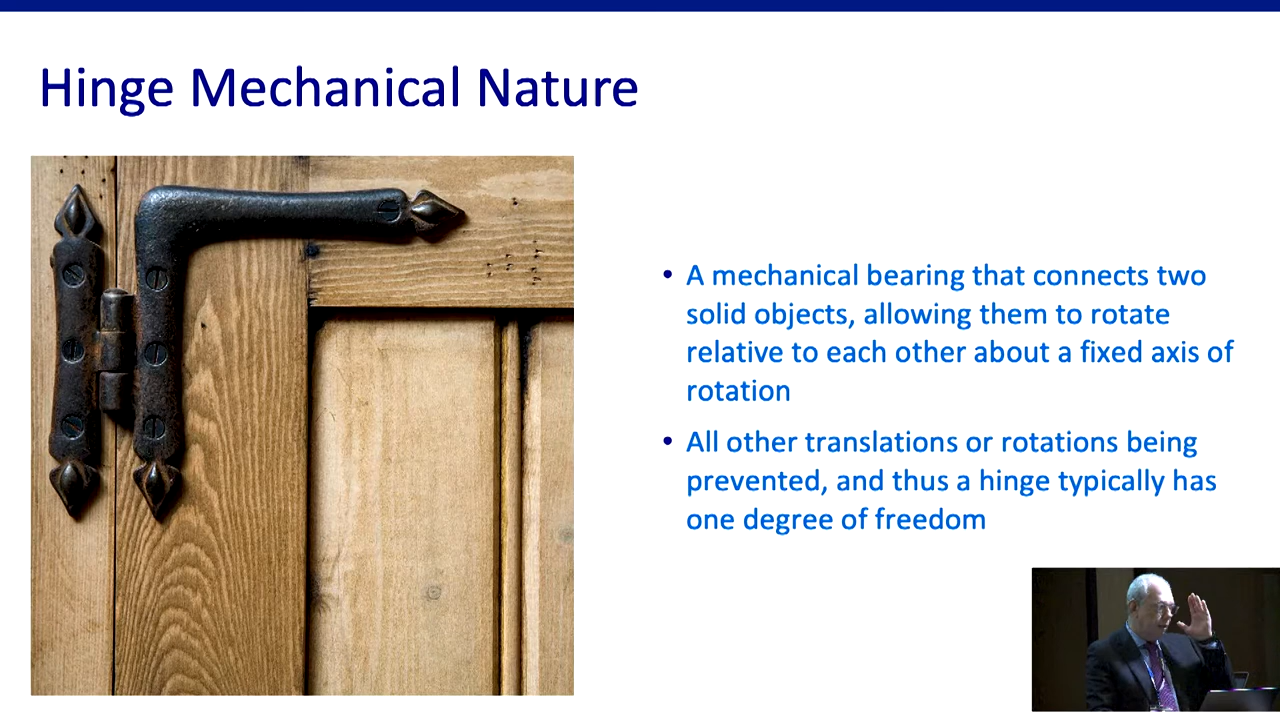 Hinge Mechanical Nature
• A mechanical bearing that connects two
solid objects, allowing them to rotate
relative to each other about a fixed axis of
rotation
• All other translations or rotations being
prevented, and thus a hinge typically has
one degree of freedom